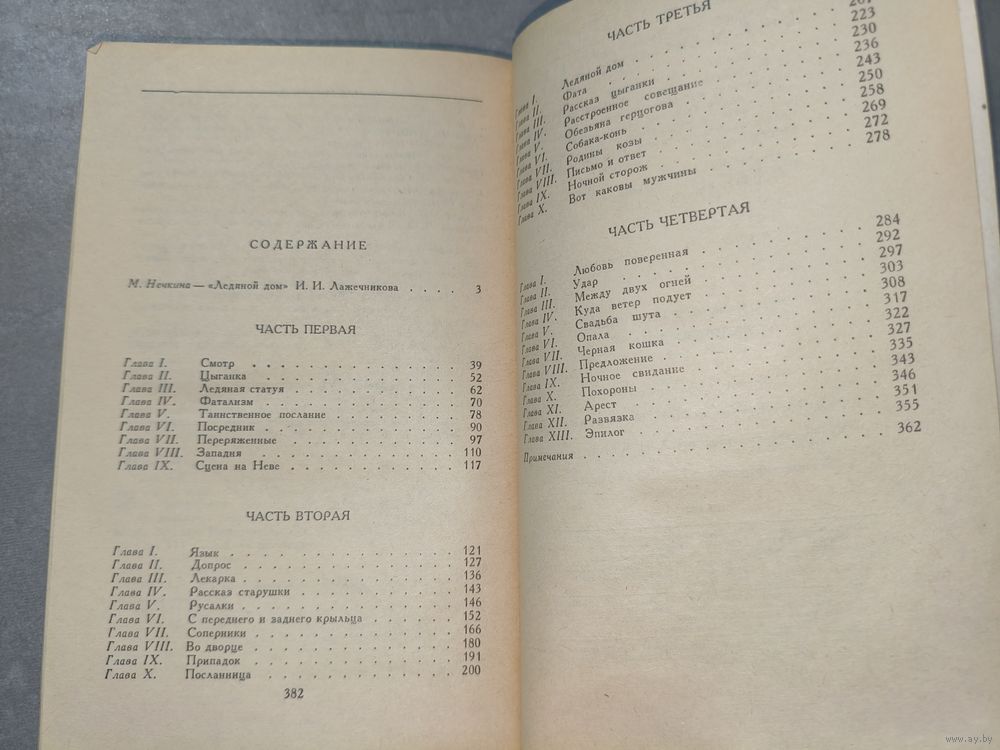 СОДЕРЖАНИЕ
М. Нечкина — «Ледяной дом» И. И. Лажечникова . . . . 3
ЧАСТЬ ПЕРВАЯ
Глава I. Смотр . . . . . . . . . . 39
Глава II. Цыганка . . . . . . . . . . 52
Глава III. Ледяная статуя . . . . . . . . 62
Глава IV. Фатализм . . . . . . . . . . 70
Глава V. Таинственное послание . . . . . . 78
Глава VI. Посредник . . . . . . . . . . 90
Глава VII. Переряженные . . . . . . . . 97
Глава VIII. Западня . . . . . . . . . . 110
Глава IX. Сцена на Неве . . . . . . . . 117
ЧАСТЬ ВТОРАЯ
Глава I. Язык . . . . . . . . . . 121
Глава II. Допрос . . . . . . . . . . 127
Глава III. Лекарка . . . . . . . . . . 136
Глава IV. Рассказ старушки . . . . . . . . 143
Глава V. Русалки . . . . . . . . . . 146
Глава VI. С переднего и заднего крыльца . . . . 152
Глава VII. Соперники . . . . . . . . . . 166
Глава VIII. Во дворце . . . . . . . . . . 180
Глава IX. Припадок . . . . . . . . . . 191
Глава X. Посланница . . . . . . . . . . 200
382
ЧАСТЬ ТРЕТЬЯ
Глава I. Ледяной дом . . . . . . . .
Глава II. Фата . . . . . . . . . . 223
Глава III. Рассказ цыганки . . . . . . . . 230
Глава IV. Расстроенное совещание . . . . . . 236
Глава V. Обезьяна герцогова . . . . . . . 243
Глава VI. Собака-конь . . . . . . . . 250
Глава VII. Родины козы . . . . . . . . 258
Глава VIII. Письмо и ответ . . . . . . . . 269
Глава IX. Ночной сторож . . . . . . . . 272
Глава X. Вот каковы мужчины . . . . . . 278
ЧАСТЬ ЧЕТВЕРТАЯ
Глава I. Любовь поверенная . . . . . . . 284
Глава II. Удар . . . . . . . . . . 292
Глава III. Между двух огней . . . . . . . 297
Глава IV. Куда ветер подует . . . . . . . 303
Глава V. Свадьба шута . . . . . . . . 308
Глава VI. Опала . . . . . . . . . . 317
Глава VII. Черная кошка . . . . . . . . 322
Глава VIII. Предложение . . . . . . . . 327
Глава IX. Ночное свидание . . . . . . . . 335
Глава X. Похороны . . . . . . . . . . 343
Глава XI. Арест . . . . . . . . . . 346
Глава XII. Развязка . . . . . . . . . . 351
Глава XIII. Эпилог . . . . . . . . . . 355
Примечания . . . . . . . . . . . . 362
www.ay.by